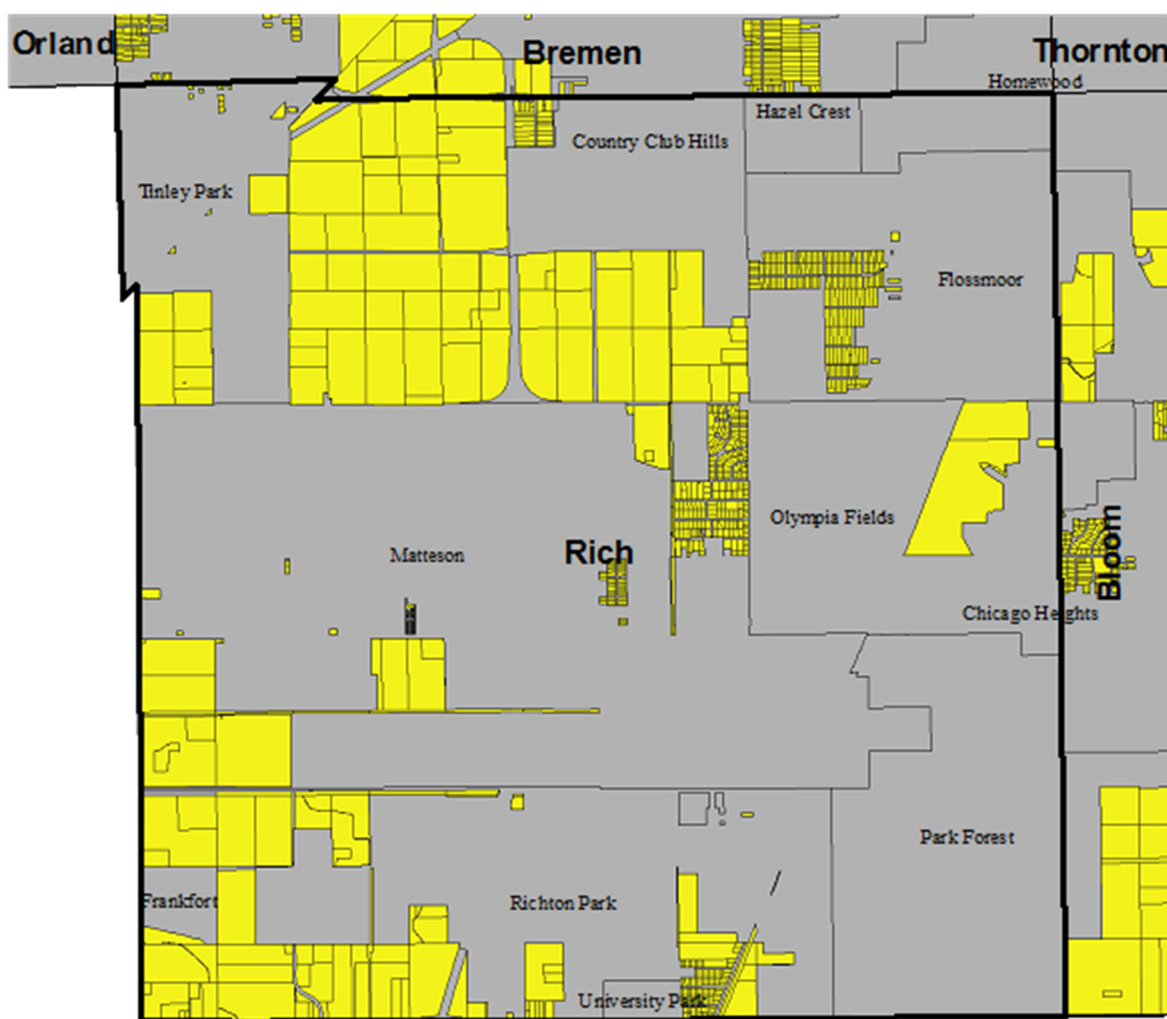 Orland
Bremen
Thornton
Homewood
Hazel Crest
Country Club Hills
Tinley Park
Flossmoor
Olympia Fields
Rich
Matteson
Bloom
Chicago Heights
Park Forest
Frankfort
Richton Park
University Park